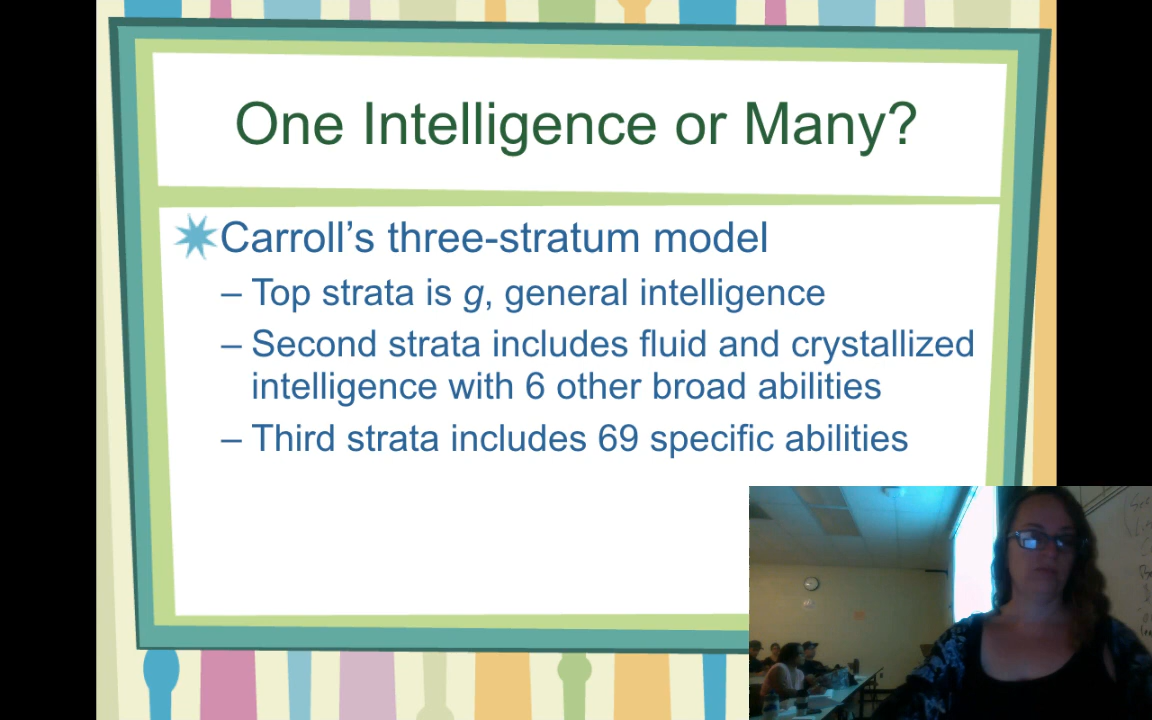 One Intelligence or Many?
Carroll's three-stratum model
– Top strata is g, general intelligence
– Second strata includes fluid and crystallized
intelligence with 6 other broad abilities
– Third strata includes 69 specific abilities